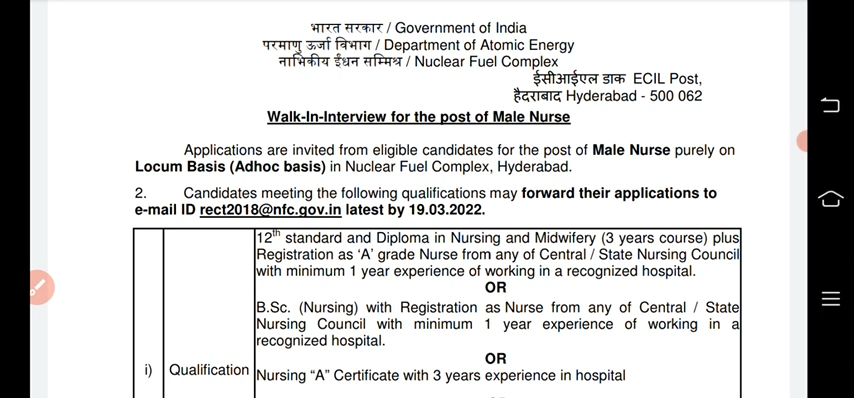 भारत सरकार / Government of India
परमाणु ऊर्जा विभाग / Department of Atomic Energy
नाभिकीय ईंधन सम्मिश्र / Nuclear Fuel Complex
ईसीआईएल डाक ECIL Post,
हैदराबाद Hyderabad - 500 062
Walk-In-Interview for the post of Male Nurse
Applications are invited from eligible candidates for the post of Male Nurse purely on
Locum Basis (Adhoc basis) in Nuclear Fuel Complex, Hyderabad.
2. Candidates meeting the following qualifications may forward their applications to
e-mail ID rect2018@nfc.gov.in latest by 19.03.2022.
12th standard and Diploma in Nursing and Midwifery (3 years course) plus
Registration as ‘A’ grade Nurse from any of Central / State Nursing Council
with minimum 1 year experience of working in a recognized hospital.
OR
B.Sc. (Nursing) with Registration as Nurse from any of Central / State
Nursing Council with minimum 1 year experience of working in a
recognized hospital.
OR
i) Qualification Nursing “A” Certificate with 3 years experience in hospital